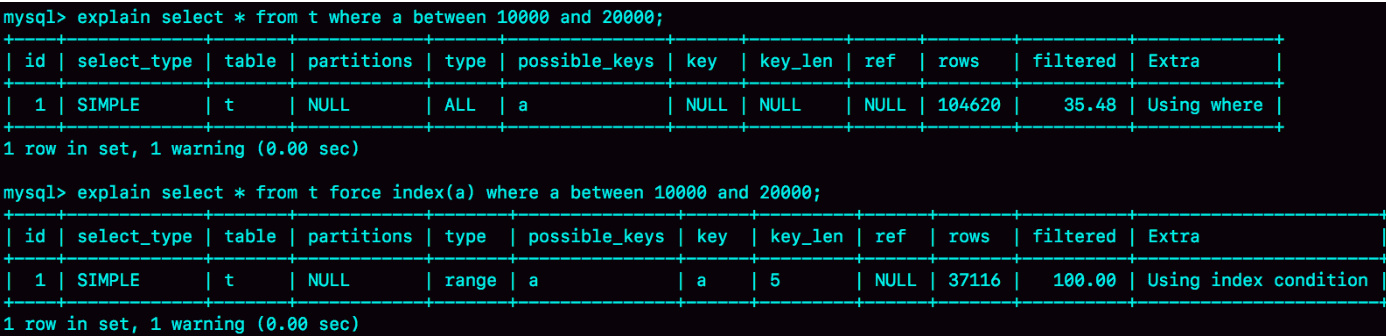 mysql> explain select * from t where a between 10000 and 20000;
+----+-------------+-------+------------+------+---------------+------+---------+------+--------+----------+-------------+
| id | select_type | table | partitions | type | possible_keys | key | key_len | ref | rows | filtered | Extra |
+----+-------------+-------+------------+------+---------------+------+---------+------+--------+----------+-------------+
| 1 | SIMPLE | t | NULL | ALL | a | NULL | NULL | NULL | 104620 | 35.48 | Using where |
+----+-------------+-------+------------+------+---------------+------+---------+------+--------+----------+-------------+
1 row in set, 1 warning (0.00 sec)
mysql> explain select * from t force index(a) where a between 10000 and 20000;
+----+-------------+-------+------------+-------+---------------+------+---------+------+-------+----------+-----------------------+
| id | select_type | table | partitions | type | possible_keys | key | key_len | ref | rows | filtered | Extra |
+----+-------------+-------+------------+-------+---------------+------+---------+------+-------+----------+-----------------------+
| 1 | SIMPLE | t | NULL | range | a | a | 5 | NULL | 37116 | 100.00 | Using index condition |
+----+-------------+-------+------------+-------+---------------+------+---------+------+-------+----------+-----------------------+
1 row in set, 1 warning (0.00 sec)